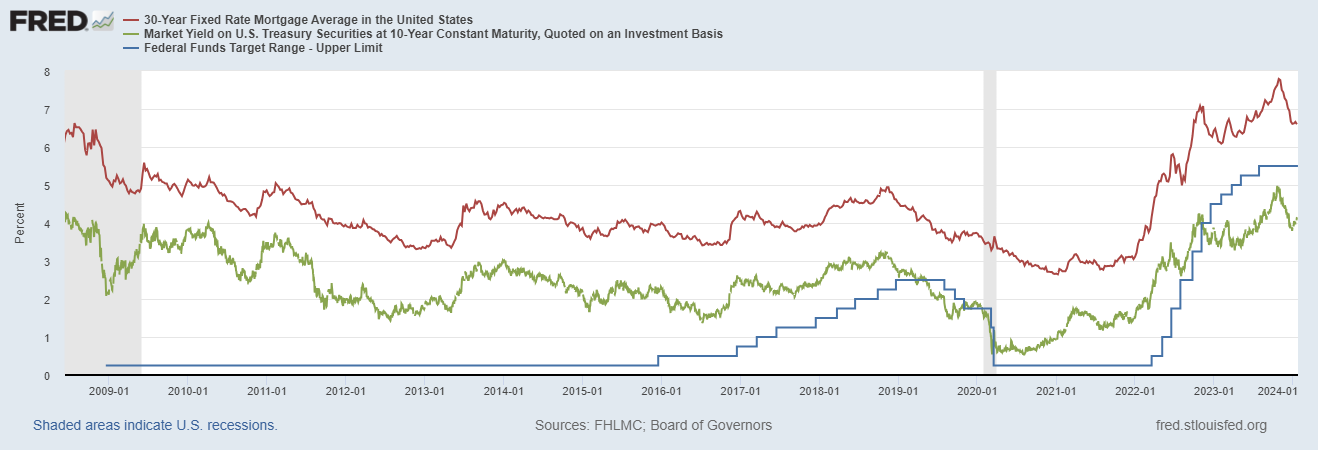 FRED
30-Year Fixed Rate Mortgage Average in the United States
Market Yield on U.S. Treasury Securities at 10-Year Constant Maturity, Quoted on an Investment Basis
Federal Funds Target Range - Upper Limit
Percent
8
7
6
5
4
3
2
1
0
2009-01 2010-01 2011-01 2012-01 2013-01 2014-01 2015-01 2016-01 2017-01 2018-01 2019-01 2020-01 2021-01 2022-01 2023-01 2024-01
Shaded areas indicate U.S. recessions. Sources: FHLMC; Board of Governors fred.stlouisfed.org